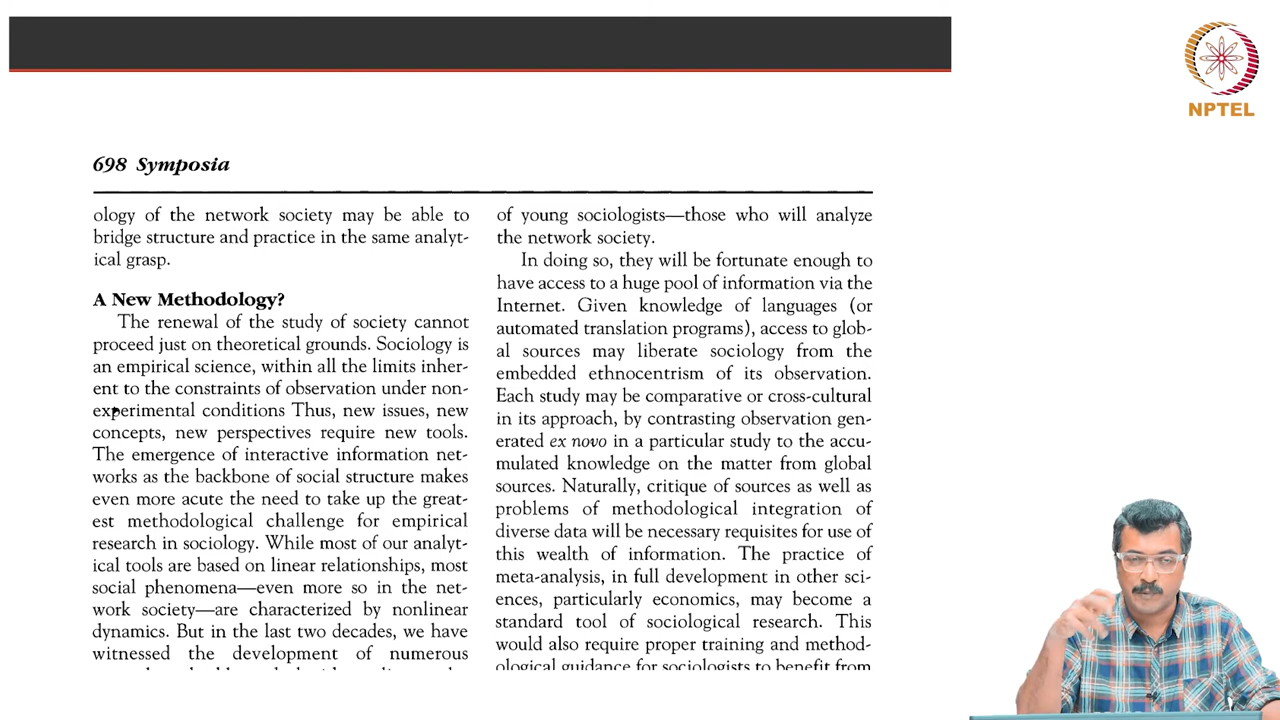 NPTEL
698 Symposia
ology of the network society may be able to
bridge structure and practice in the same analyt-
ical grasp.
A New Methodology?
The renewal of the study of society cannot
proceed just on theoretical grounds. Sociology is
an empirical science, within all the limits inher-
ent to the constraints of observation under non-
experimental conditions Thus, new issues, new
concepts, new perspectives require new tools.
The emergence of interactive information net-
works as the backbone of social structure makes
even more acute the need to take up the great-
est methodological challenge for empirical
research in sociology. While most of our analyt-
ical tools are based on linear relationships, most
social phenomena—even more so in the net-
work society—are characterized by nonlinear
dynamics. But in the last two decades, we have
witnessed the development of numerous
of young sociologists—those who will analyze
the network society.
In doing so, they will be fortunate enough to
have access to a huge pool of information via the
Internet. Given knowledge of languages (or
automated translation programs), access to glob-
al sources may liberate sociology from the
embedded ethnocentrism of its observation.
Each study may be comparative or cross-cultural
in its approach, by contrasting observation gen-
erated ex novo in a particular study to the accu-
mulated knowledge on the matter from global
sources. Naturally, critique of sources as well as
problems of methodological integration of
diverse data will be necessary requisites for use of
this wealth of information. The practice of
meta-analysis, in full development in other sci-
ences, particularly economics, may become a
standard tool of sociological research. This
would also require proper training and method-
ological guidance for sociologists to benefit from